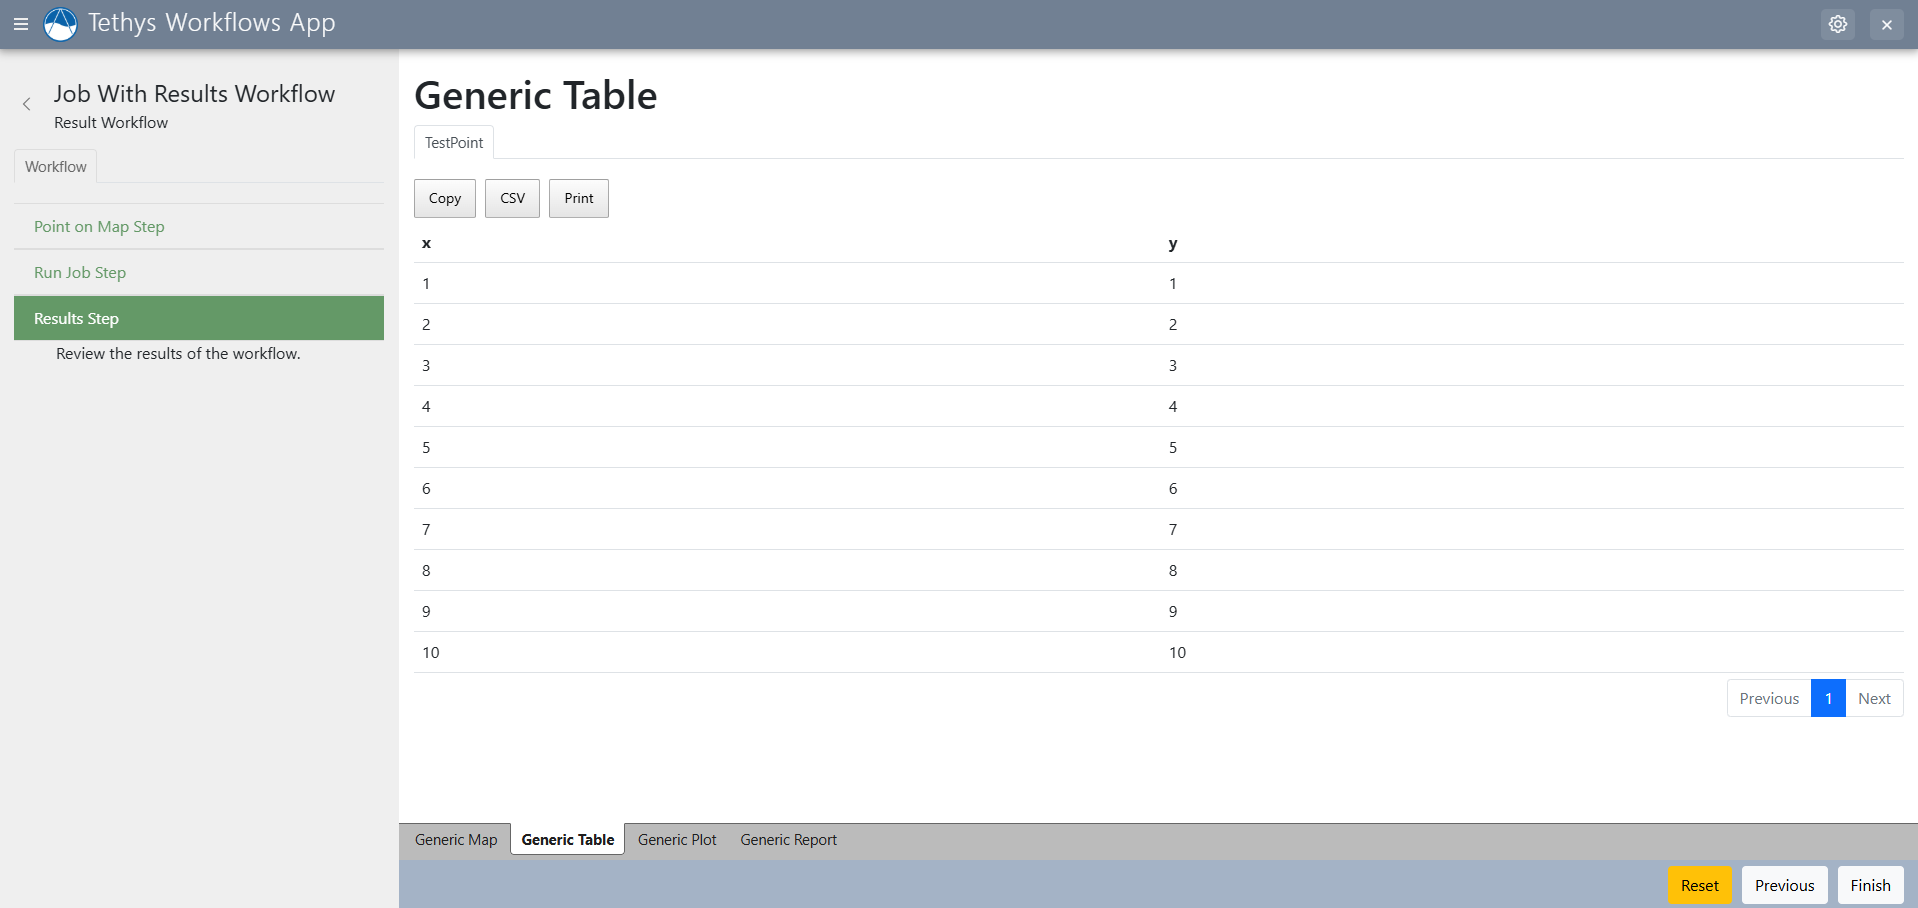 Tethys Workflows App
Job With Results Workflow
Result Workflow
Workflow
Point on Map Step
Run Job Step
Results Step
Review the results of the workflow.
Generic Table
TestPoint
Copy CSV Print
x y
1 1
2 2
3 3
4 4
5 5
6 6
7 7
8 8
9 9
10 10
Previous 1 Next
Generic Map Generic Table Generic Plot Generic Report
Reset Previous Finish